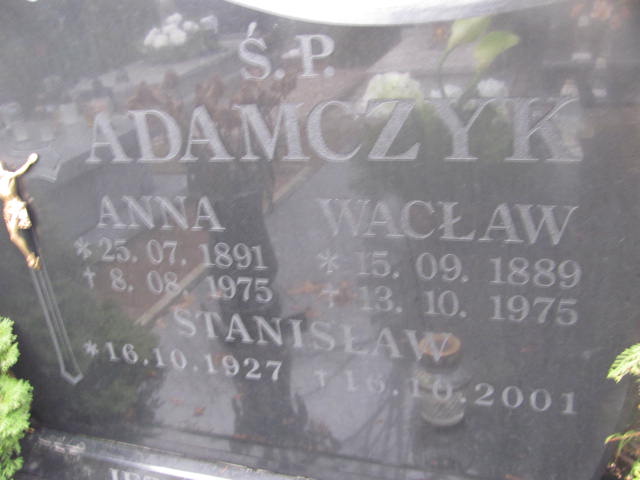 Ś.P.
ADAMCZYK
ANNA WACŁAW
*25.07.1891 * 15.09.1889
† 8.08.1975 † 13.10.1975
STANISŁAW
*16.10.1927 † 16.10.2001